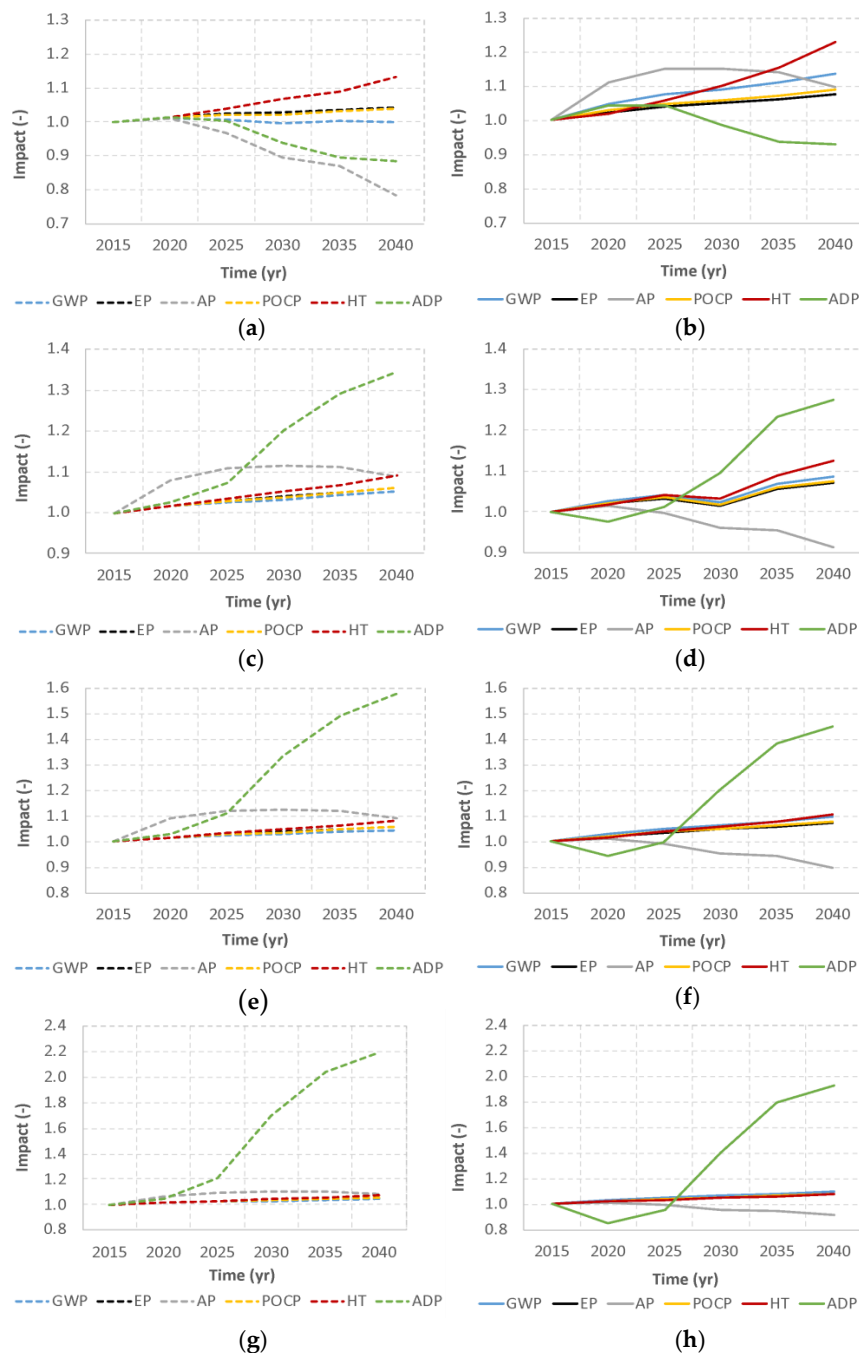 1.3
1.2
1.1
1.0
0.9
0.8
0.7
Impact (-)
2015 2020 2025 2030 2035 2040
Time (yr)
GWP EP AP POCP HT ADP
(a)
1.3
1.2
1.1
1.0
0.9
0.8
0.7
Impact (-)
2015 2020 2025 2030 2035 2040
Time (yr)
GWP EP AP POCP HT ADP
(b)
1.4
1.3
1.2
1.1
1.0
0.9
Impact (-)
2015 2020 2025 2030 2035 2040
Time (yr)
GWP EP AP POCP HT ADP
(c)
1.4
1.3
1.2
1.1
1.0
0.9
Impact (-)
2015 2020 2025 2030 2035 2040
Time (yr)
GWP EP AP POCP HT ADP
(d)
1.6
1.5
1.4
1.3
1.2
1.1
1.0
0.9
0.8
Impact (-)
2015 2020 2025 2030 2035 2040
Time (yr)
GWP EP AP POCP HT ADP
(e)
1.6
1.5
1.4
1.3
1.2
1.1
1.0
0.9
0.8
Impact (-)
2015 2020 2025 2030 2035 2040
Time (yr)
GWP EP AP POCP HT ADP
(f)
2.4
2.2
2.0
1.8
1.6
1.4
1.2
1.0
0.8
Impact (-)
2015 2020 2025 2030 2035 2040
Time (yr)
GWP EP AP POCP HT ADP
(g)
2.4
2.2
2.0
1.8
1.6
1.4
1.2
1.0
0.8
Impact (-)
2015 2020 2025 2030 2035 2040
Time (yr)
GWP EP AP POCP HT ADP
(h)